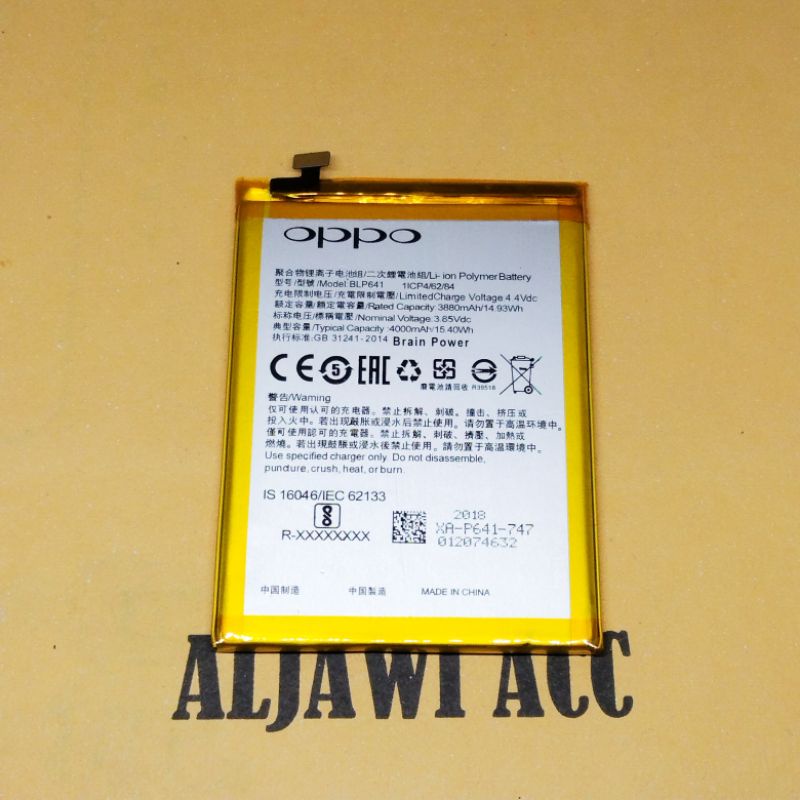 oppo
聚合物锂离子电池组/二次鋰電池組/Li-ion Polymer Battery
型号/型號/Model:BLP641 1ICP4/62/84
充电限制电压/充電限制電壓/LimitedCharge Voltage:4.4Vdc
额定容量/額定容量/Rated Capacity:3880mAh/14.93Wh
标称电压/標稱電壓/Nominal Voltage:3.85Vdc
典型容量/Typical Capacity:4000mAh/15.40Wh
执行标准:GB 31241-2014 Brain Power
CE 5 EAC
廢電池請回收 R39518
警告/Warning
仅可使用认可的充电器。禁止拆解、刺破、撞击、挤压或
投入火中。若出现鼓胀或浸水后禁止使用。请勿置于高温环境中。
僅可使用認可的充電器。禁止拆解、刺破、擠壓、加熱或
燃燒。若出現鼓脹或浸水後禁止使用。請勿置于高溫環境中。
Use specified charger only. Do not disassemble,
puncture, crush, heat, or burn.
IS 16046/IEC 62133
R-XXXXXXXX
2018
XA-P641-747
012074632
中国制造 中國製造 MADE IN CHINA
ALJAWI ACC